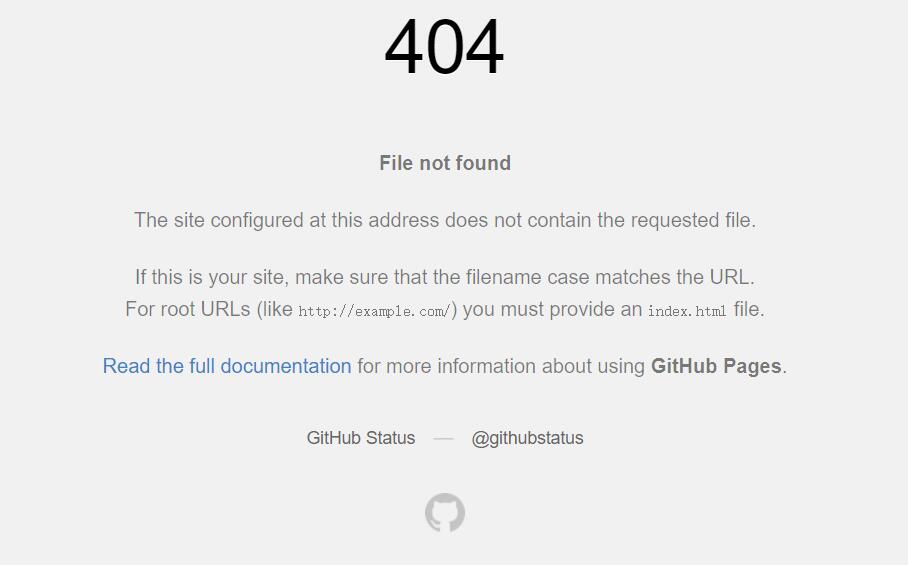 404
File not found
The site configured at this address does not contain the requested file.
If this is your site, make sure that the filename case matches the URL.
For root URLs (like http://example.com/) you must provide an index.html file.
Read the full documentation for more information about using GitHub Pages.
GitHub Status — @githubstatus